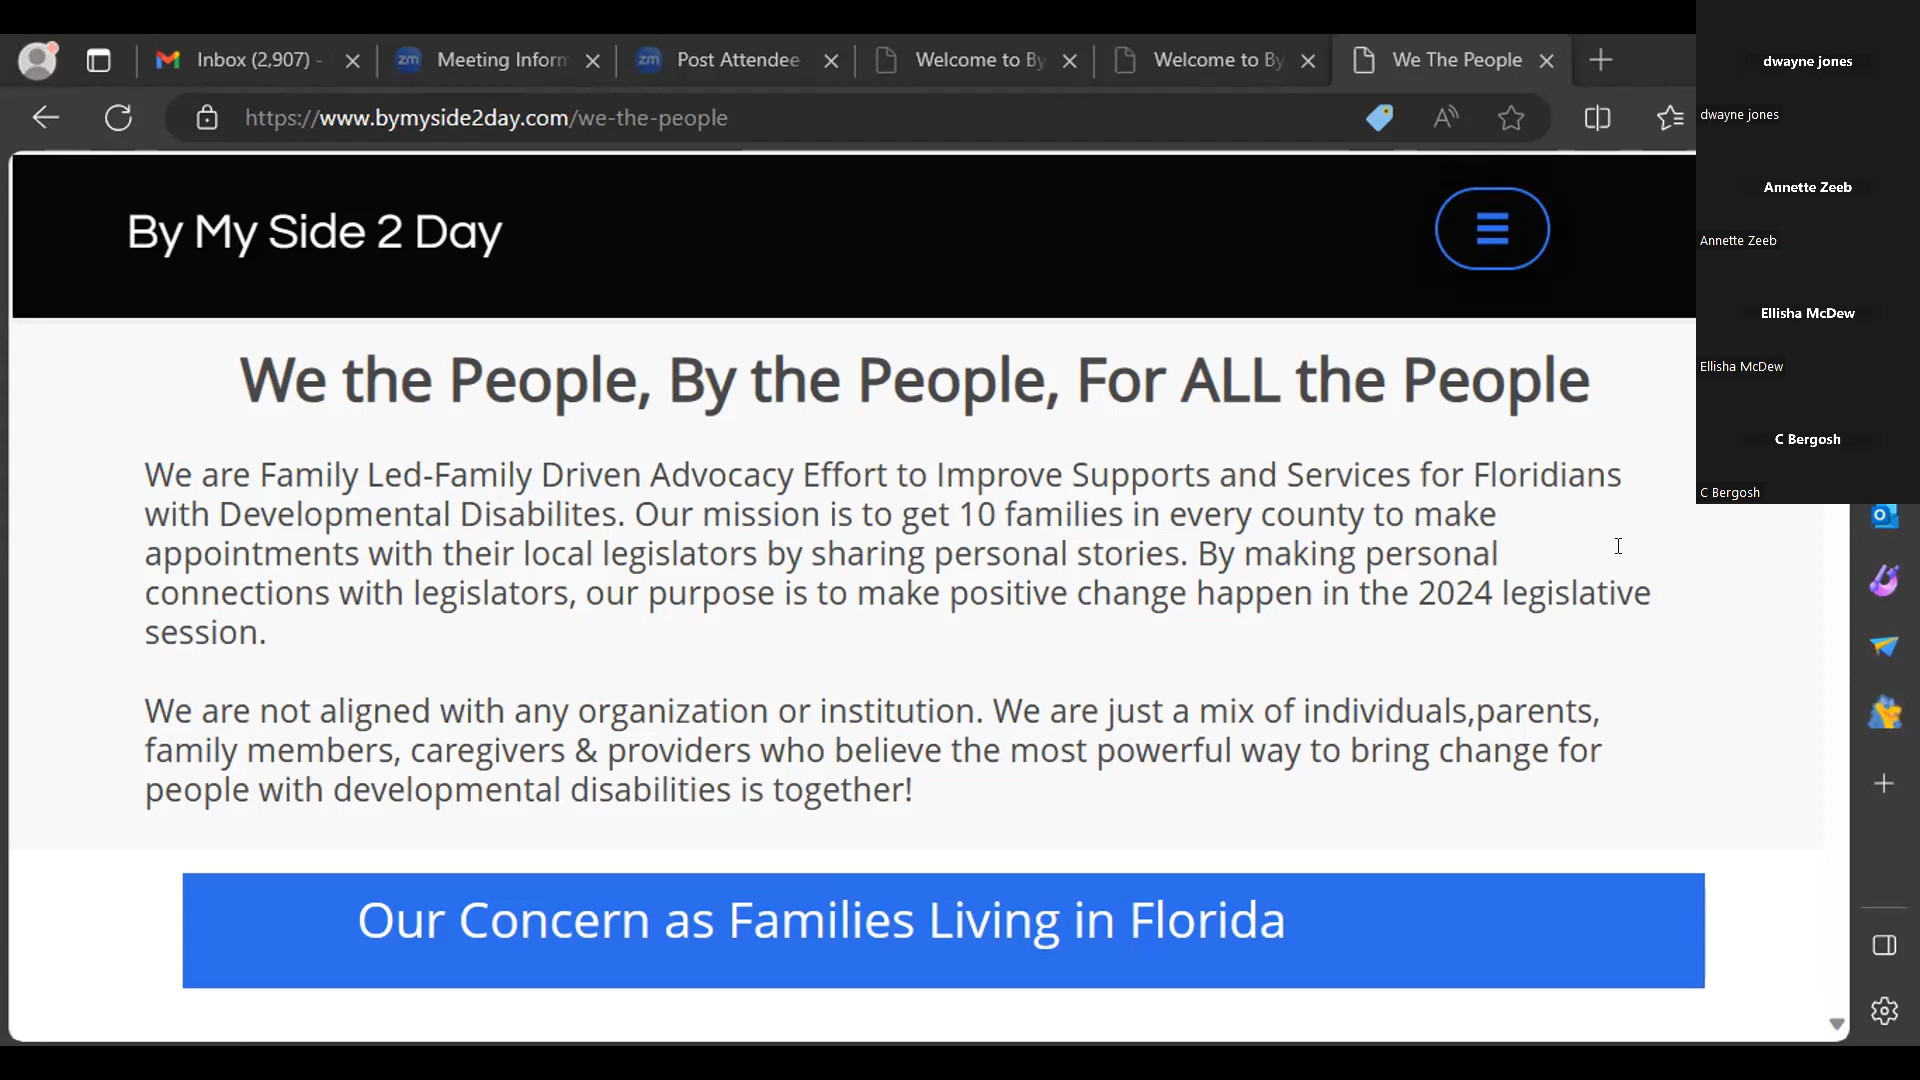 Inbox (2,907) -
Meeting Inform
Post Attendee
Welcome to By
Welcome to By
We The People
https://www.bymyside2day.com/we-the-people
By My Side 2 Day
We the People, By the People, For ALL the People
We are Family Led-Family Driven Advocacy Effort to Improve Supports and Services for Floridians
with Developmental Disabilites. Our mission is to get 10 families in every county to make
appointments with their local legislators by sharing personal stories. By making personal
connections with legislators, our purpose is to make positive change happen in the 2024 legislative
session.
We are not aligned with any organization or institution. We are just a mix of individuals,parents,
family members, caregivers & providers who believe the most powerful way to bring change for
people with developmental disabilities is together!
Our Concern as Families Living in Florida
dwayne jones
dwayne jones
Annette Zeeb
Annette Zeeb
Ellisha McDew
Ellisha McDew
C Bergosh
C Bergosh